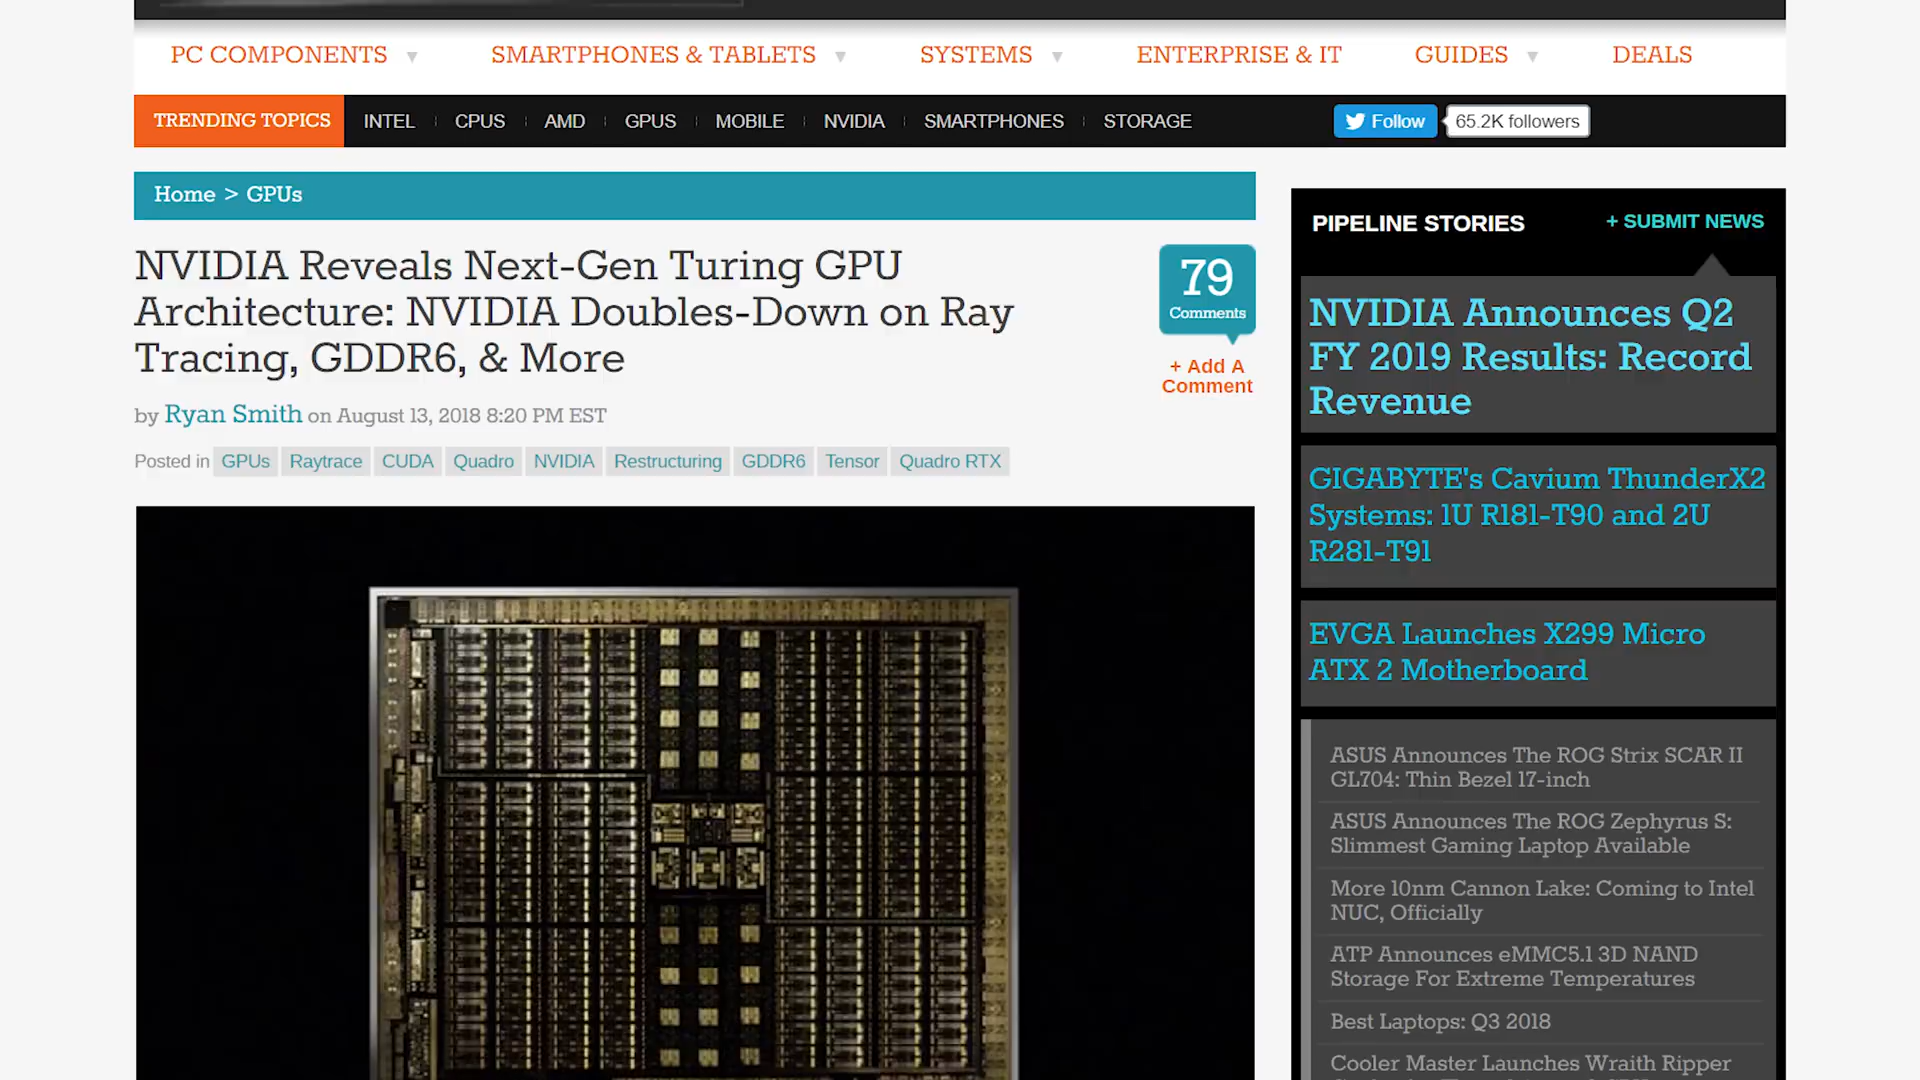 PC COMPONENTS
SMARTPHONES & TABLETS
SYSTEMS
ENTERPRISE & IT
GUIDES
DEALS
TRENDING TOPICS
INTEL
CPUS
AMD
GPUS
MOBILE
NVIDIA
SMARTPHONES
STORAGE
Follow
65.2K followers
Home > GPUs
NVIDIA Reveals Next-Gen Turing GPU
Architecture: NVIDIA Doubles-Down on Ray
Tracing, GDDR6, & More
79
Comments
+ Add A
Comment
by Ryan Smith on August 13, 2018 8:20 PM EST
Posted in GPUs Raytrace CUDA Quadro NVIDIA Restructuring GDDR6 Tensor Quadro RTX
PIPELINE STORIES
+ SUBMIT NEWS
NVIDIA Announces Q2
FY 2019 Results: Record
Revenue
GIGABYTE's Cavium ThunderX2
Systems: 1U R181-T90 and 2U
R281-T91
EVGA Launches X299 Micro
ATX 2 Motherboard
ASUS Announces The ROG Strix SCAR II
GL704: Thin Bezel 17-inch
ASUS Announces The ROG Zephyrus S:
Slimmest Gaming Laptop Available
More 10nm Cannon Lake: Coming to Intel
NUC, Officially
ATP Announces eMMC5.1 3D NAND
Storage For Extreme Temperatures
Best Laptops: Q3 2018
Cooler Master Launches Wraith Ripper